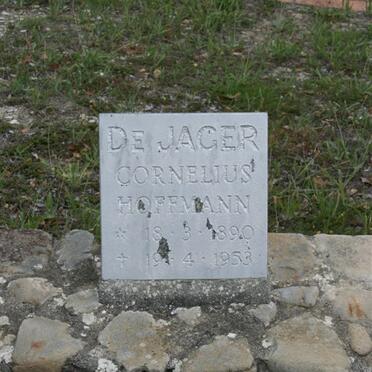 DE JAGER
CORNELIUS
HOFFMANN
* 18 · 3 · 1890
+ 19 · 4 · 1953